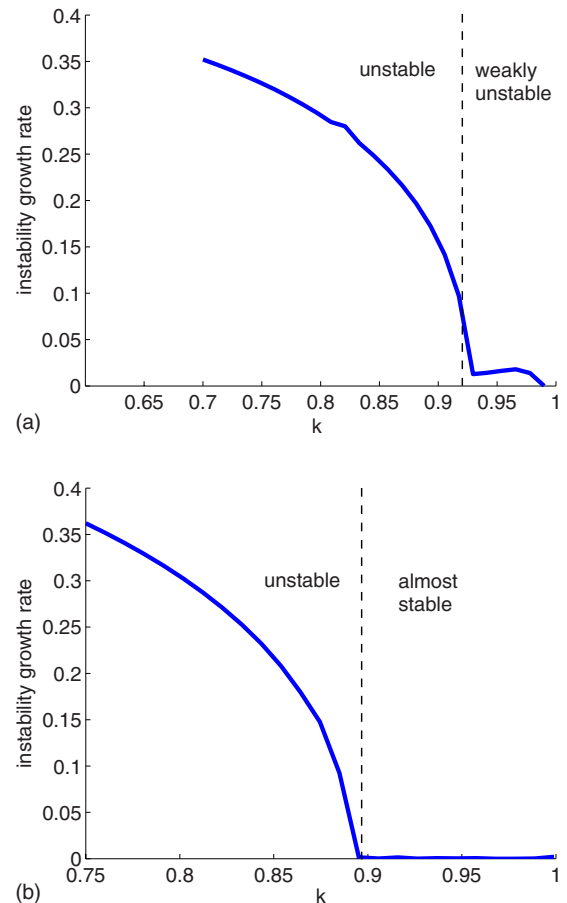 0.4
0.35
0.3
0.25
0.2
0.15
0.1
0.05
0
instability growth rate
unstable
weakly
unstable
0.65 0.7 0.75 0.8 0.85 0.9 0.95 1
k
(a)
0.4
0.35
0.3
0.25
0.2
0.15
0.1
0.05
0
instability growth rate
unstable
almost
stable
0.75 0.8 0.85 0.9 0.95 1
k
(b)